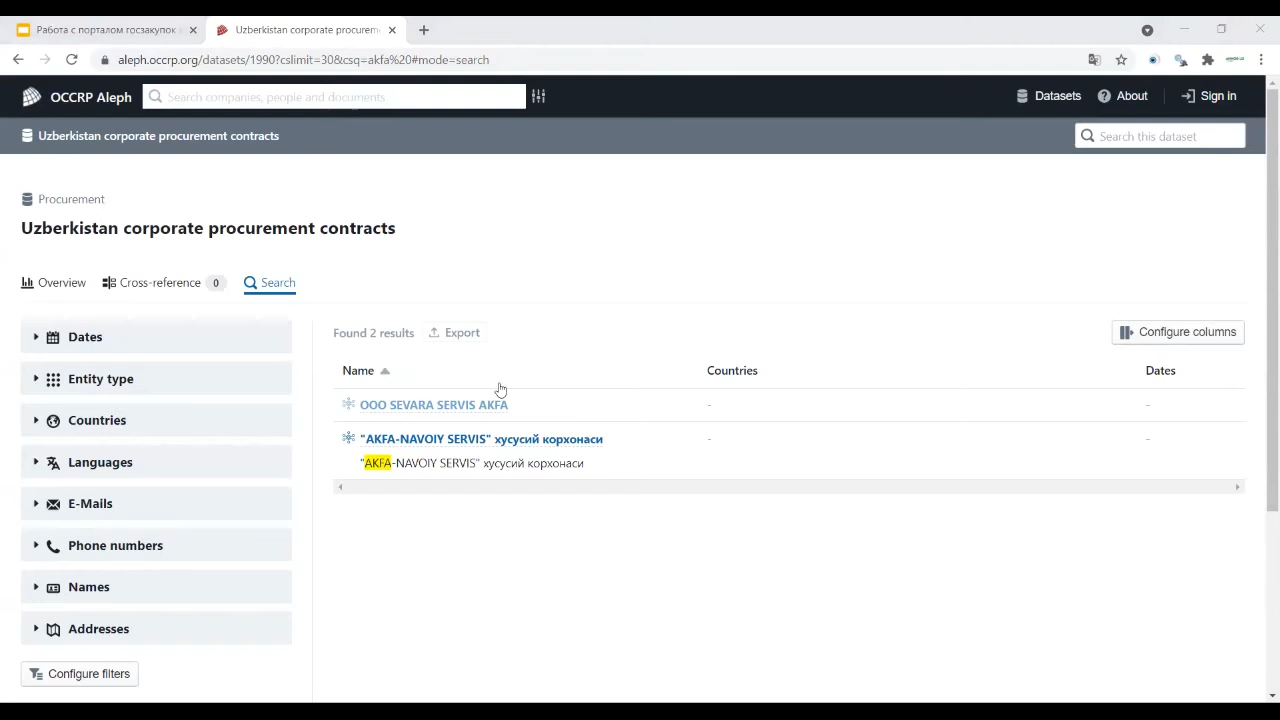 Работа с порталом госзакупок
Uzbekistan corporate procurem
aleph.occrp.org/datasets/1990?cslimit=30&csq=akfa%20#mode=search
OCCRP Aleph
Search companies, people and documents
Datasets
About
Sign in
Uzbekistan corporate procurement contracts
Search this dataset
Procurement
Uzbekistan corporate procurement contracts
Overview
Cross-reference 0
Search
Dates
Entity type
Countries
Languages
E-Mails
Phone numbers
Names
Addresses
Configure filters
Found 2 results
Export
Configure columns
Name Countries Dates
OOO SEVARA SERVIS AKFA - -
"AKFA-NAVOIY SERVIS" хусусий корхонаси - -
"AKFA-NAVOIY SERVIS" хусусий корхонаси